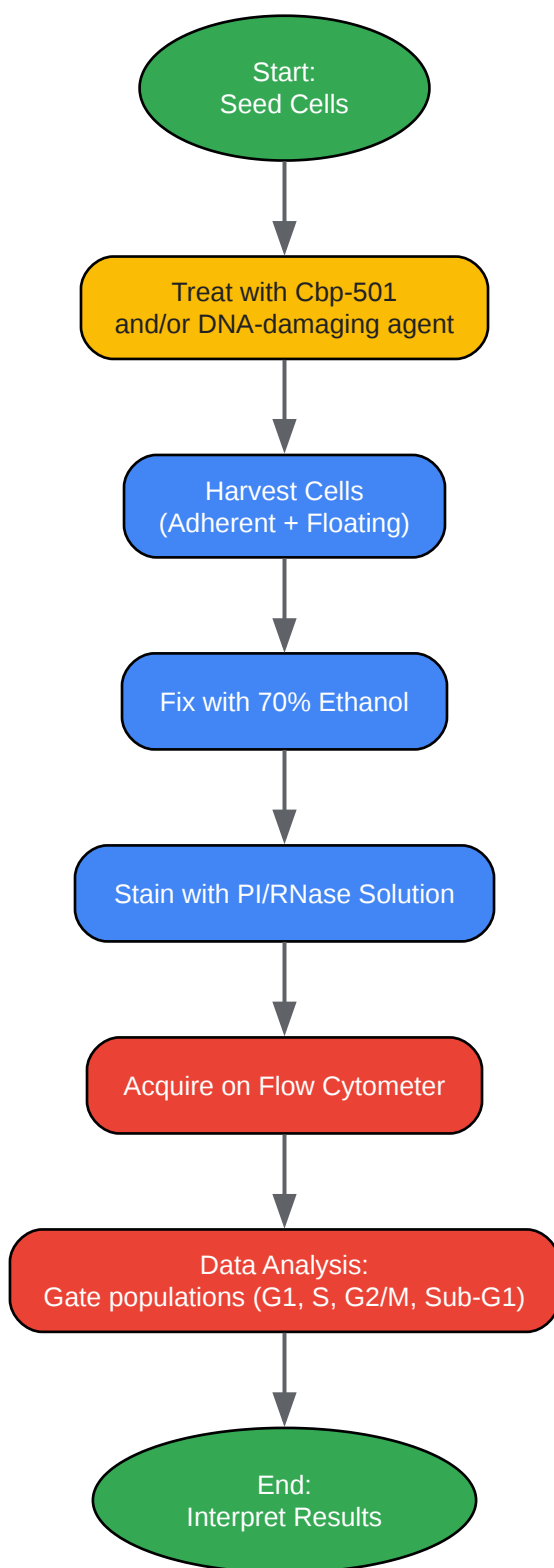 Start:
Seed Cells
Treat with Cbp-501
and/or DNA-damaging agent
Harvest Cells
(Adherent + Floating)
Fix with 70% Ethanol
Stain with PI/RNase Solution
Acquire on Flow Cytometer
Data Analysis:
Gate populations (G1, S, G2/M, Sub-G1)
End:
Interpret Results